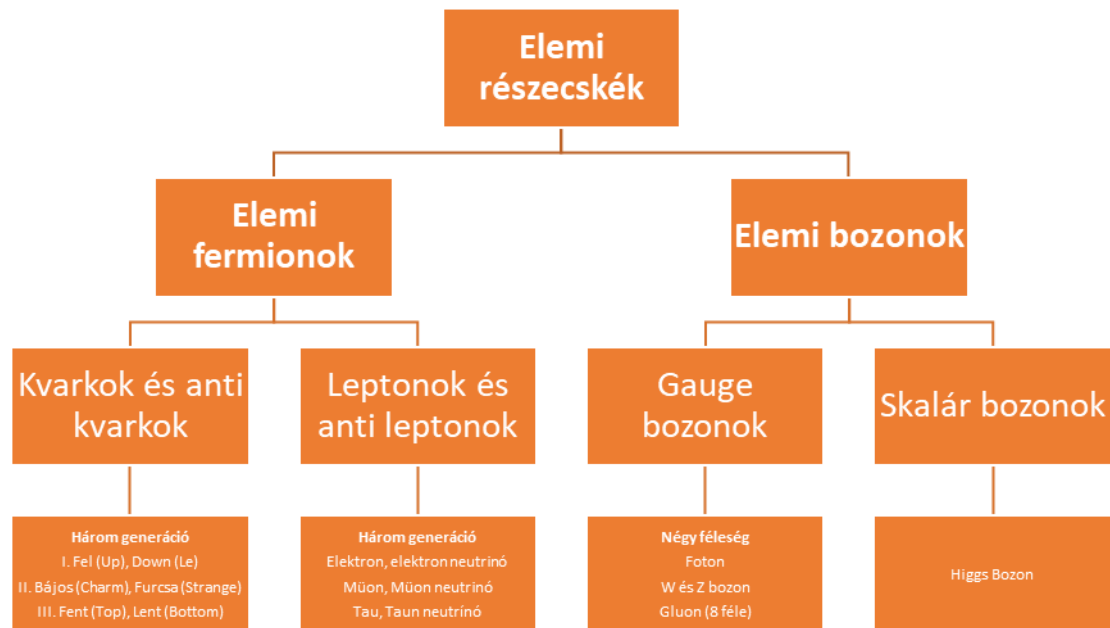 Elemi
részecskék
Elemi
fermionok
Elemi bozonok
Kvarkok és anti
kvarkok
Leptonok és
anti leptonok
Gauge
bozonok
Skalár bozonok
Három generáció
I. Fel (Up), Down (Le)
II. Bájos (Charm), Furcsa (Strange)
III. Fent (Top), Lent (Bottom)
Három generáció
Elektron, elektron neutrinó
Müon, Müon neutrinó
Tau, Taun neutrínó
Négy féleség
Foton
W és Z bozon
Gluon (8 féle)
Higgs Bozon